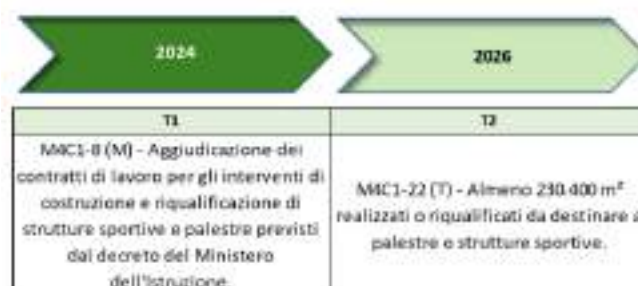 2024
2026
T1
T2
M4C1-8 (M) - Aggiudicazione dei
contratti di lavoro per gli interventi di
costruzione e riqualificazione di
strutture sportive e palestre previsti
dal decreto del Ministero
dell'Istruzione.
M4C1-22 (T) - Almeno 230.400 m²
realizzati o riqualificati da destinare a
palestre o strutture sportive.